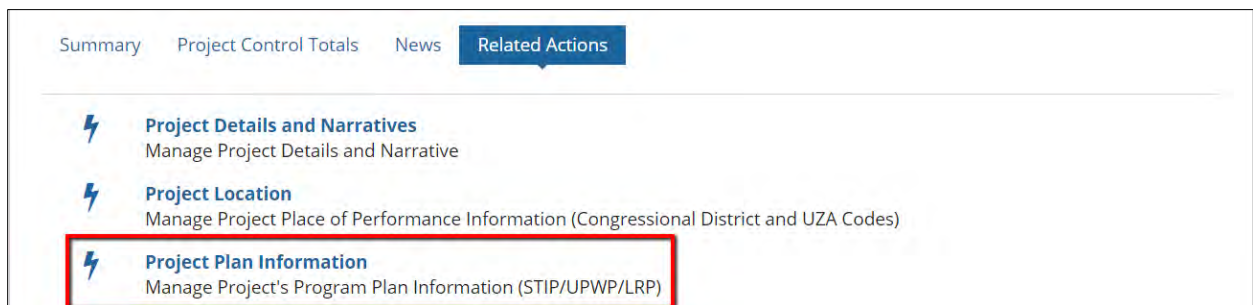 Summary Project Control Totals News Related Actions
Project Details and Narratives
Manage Project Details and Narrative
Project Location
Manage Project Place of Performance Information (Congressional District and UZA Codes)
Project Plan Information
Manage Project's Program Plan Information (STIP/UPWP/LRP)